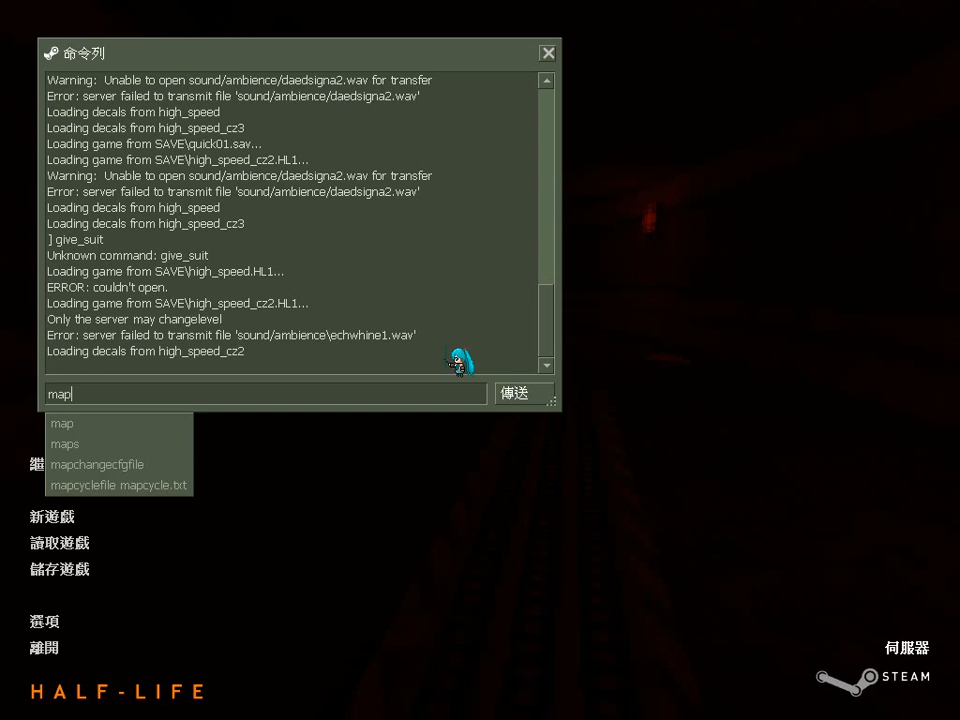 命令列
Warning:  Unable to open sound/ambience/daedsigna2.wav for transfer
Error: server failed to transmit file 'sound/ambience/daedsigna2.wav'
Loading decals from high_speed
Loading decals from high_speed_cz3
Loading game from SAVE\quick01.sav...
Loading game from SAVE\high_speed_cz2.HL1...
Warning:  Unable to open sound/ambience/daedsigna2.wav for transfer
Error: server failed to transmit file 'sound/ambience/daedsigna2.wav'
Loading decals from high_speed
Loading decals from high_speed_cz3
] give_suit
Unknown command: give_suit
Loading game from SAVE\high_speed.HL1...
ERROR: couldn't open.
Loading game from SAVE\high_speed_cz2.HL1...
Only the server may changelevel
Error: server failed to transmit file 'sound/ambience\echwhine1.wav'
Loading decals from high_speed_cz2
map 傳送
map
maps
mapchangecfgfile
mapcyclefile mapcycle.txt
繼
新遊戲
讀取遊戲
儲存遊戲
選項
離開
伺服器
HALF-LIFE
STEAM